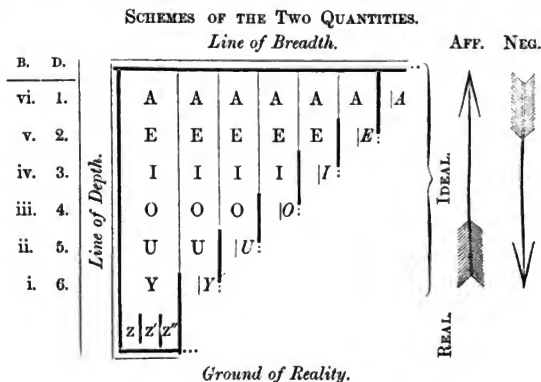 SCHEMES OF THE TWO QUANTITIES.
Line of Breadth.
AFF. NEG.
B. D.
vi. 1. A A A A A A |A
v. 2. E E E E E |E
iv. 3. I I I I |I
iii. 4. O O O |O
ii. 5. U U |U
i. 6. Y |Y
z z' z''
Line of Depth.
IDEAL.
REAL.
Ground of Reality.